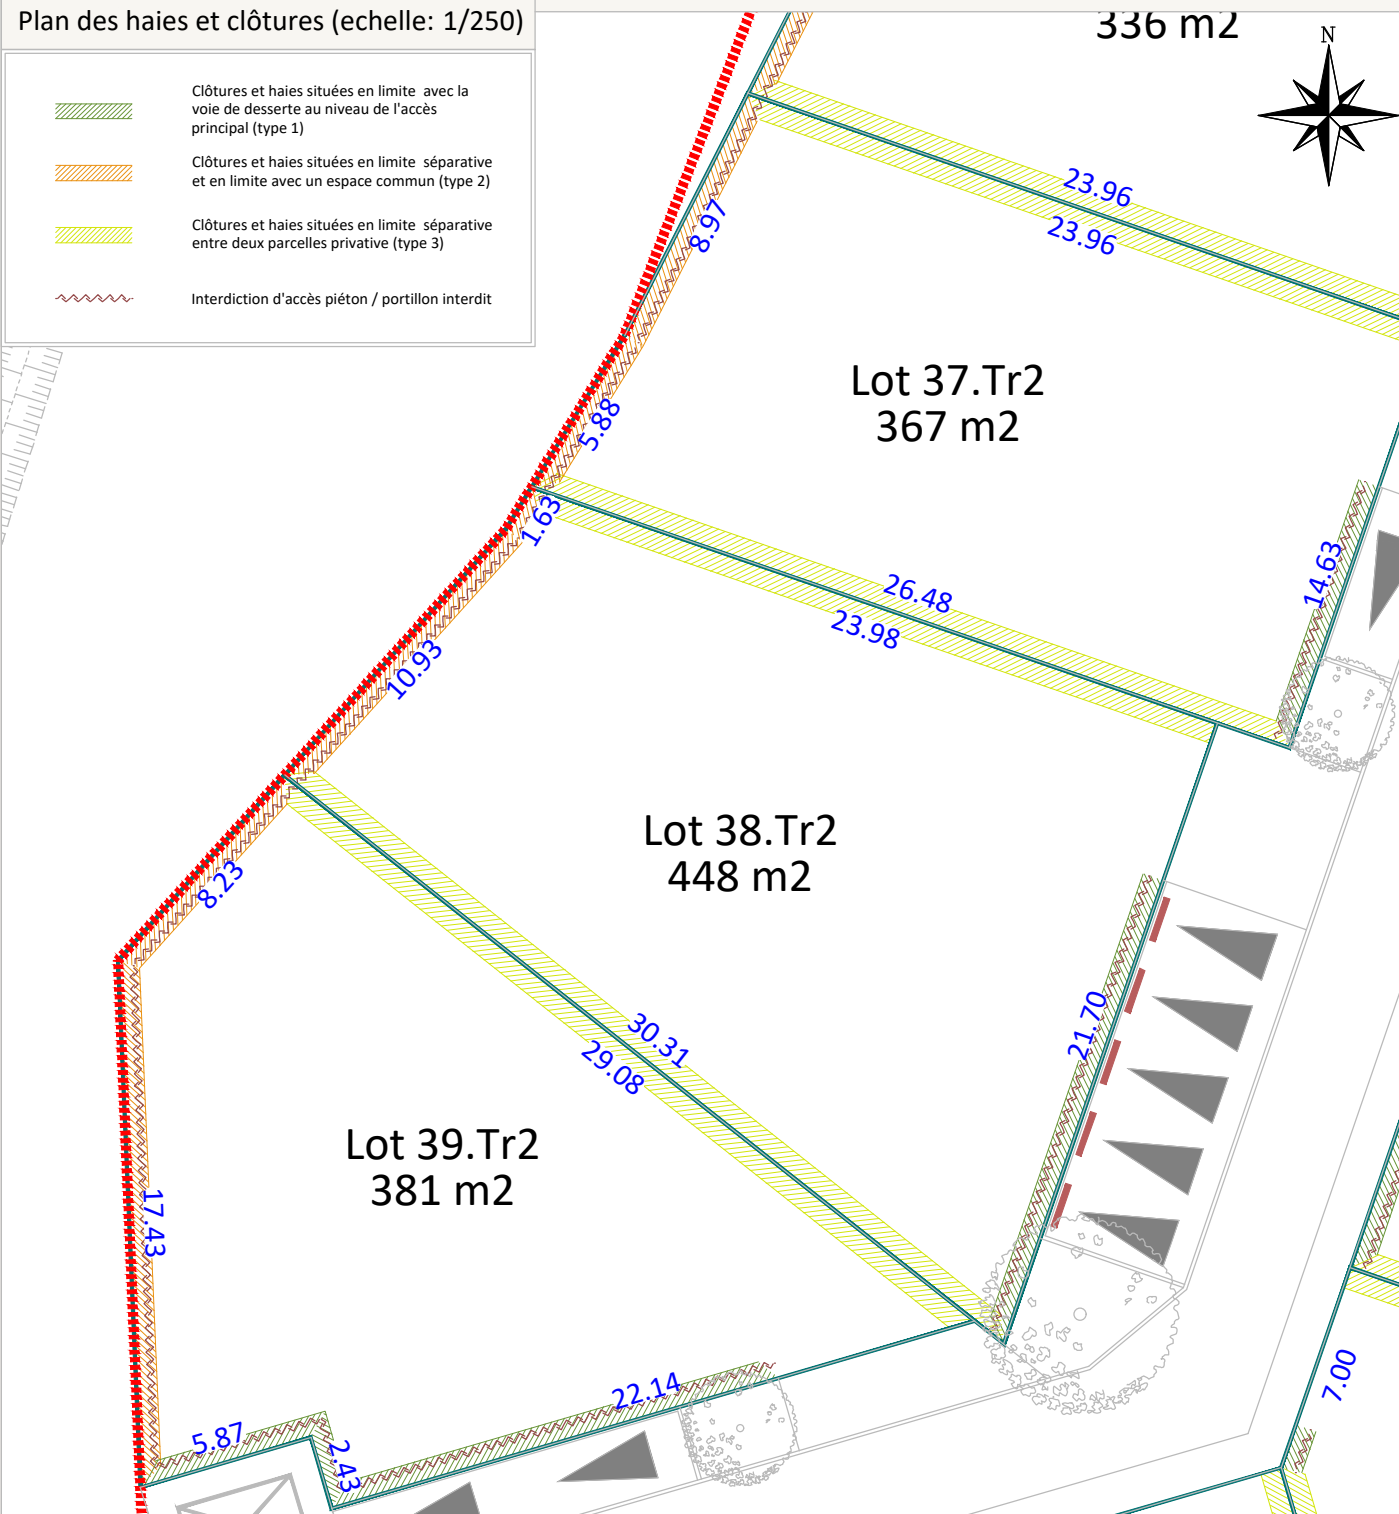 Plan des haies et clôtures (echelle: 1/250)
Clôtures et haies situées en limite avec la
voie de desserte au niveau de l'accès
principal (type 1)
Clôtures et haies situées en limite séparative
et en limite avec un espace commun (type 2)
Clôtures et haies situées en limite séparative
entre deux parcelles privative (type 3)
Interdiction d'accès piéton / portillon interdit
336 m2
N
23.96
23.96
8.97
Lot 37.Tr2
367 m2
5.88
1.63
14.63
26.48
23.98
10.93
Lot 38.Tr2
448 m2
8.23
21.70
30.31
29.08
Lot 39.Tr2
381 m2
17.43
22.14
7.00
5.87
2.43